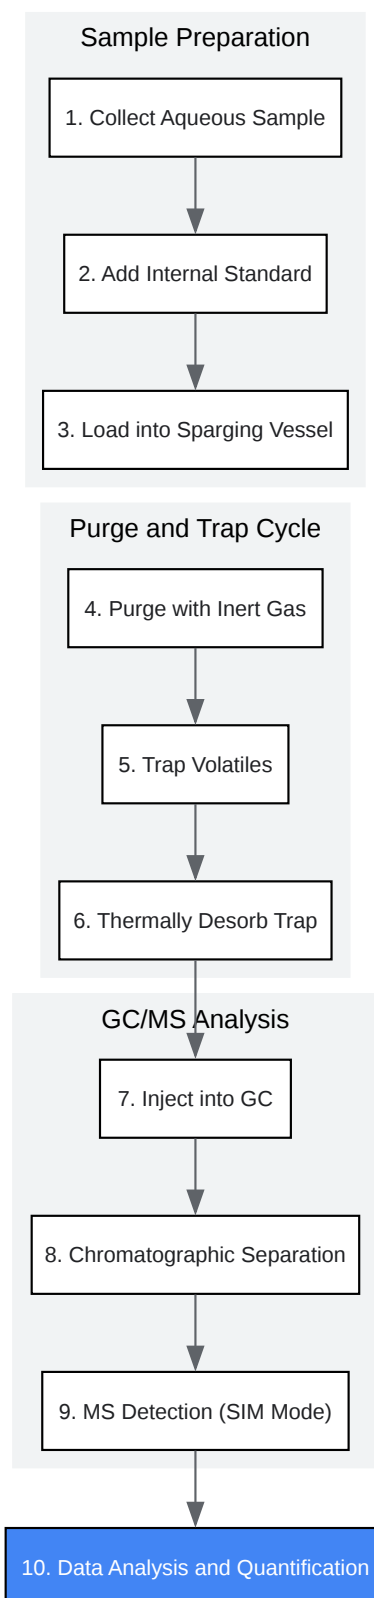 Sample Preparation
1. Collect Aqueous Sample
2. Add Internal Standard
3. Load into Sparging Vessel
Purge and Trap Cycle
4. Purge with Inert Gas
5. Trap Volatiles
6. Thermally Desorb Trap
GC/MS Analysis
7. Inject into GC
8. Chromatographic Separation
9. MS Detection (SIM Mode)
10. Data Analysis and Quantification